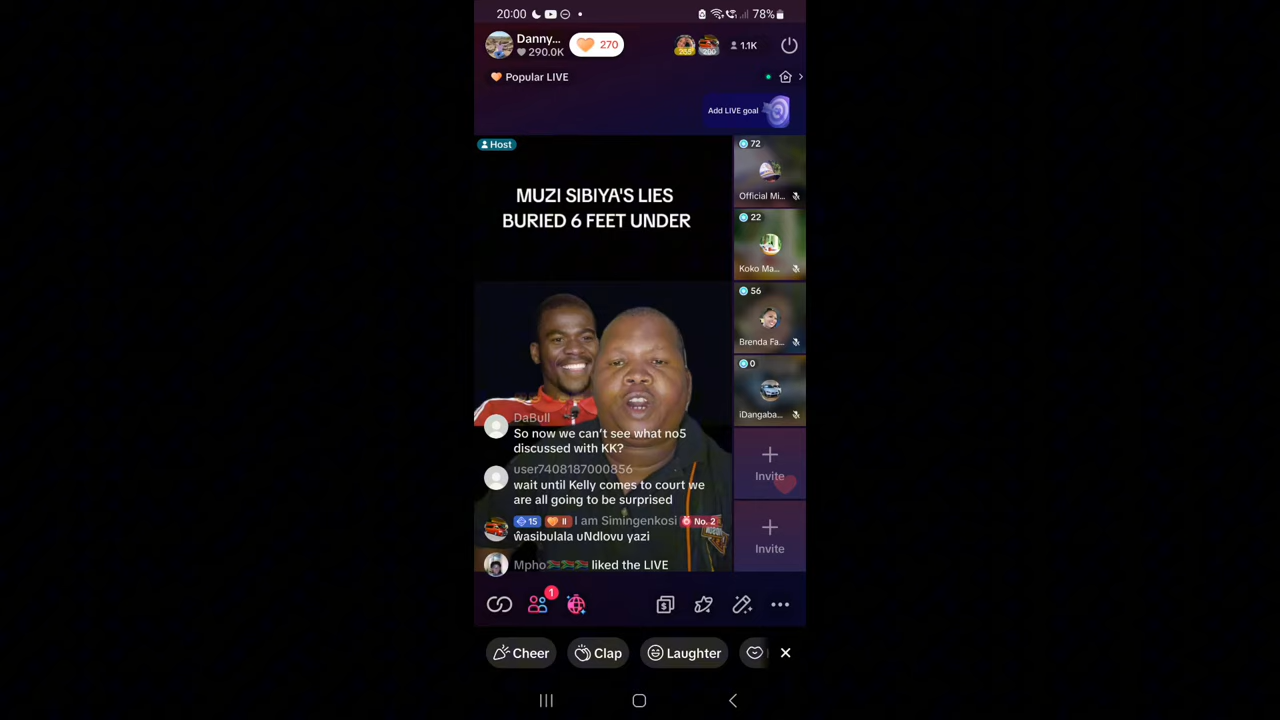 20:00
78%
Danny...
290.0K
270
1.1K
Popular LIVE
Add LIVE goal
Host
MUZI SIBIYA'S LIES
BURIED 6 FEET UNDER
72
Official Mi...
22
Koko Ma...
56
Brenda Fa...
0
iDangaba...
Invite
Invite
DaBull
So now we can't see what no5
discussed with KK?
user7408187000856
wait until Kelly comes to court we
are all going to be surprised
15 II I am Simingenkosi No. 2
ŵasibulala uNdlovu yazi
Mpho liked the LIVE
1
Cheer
Clap
Laughter